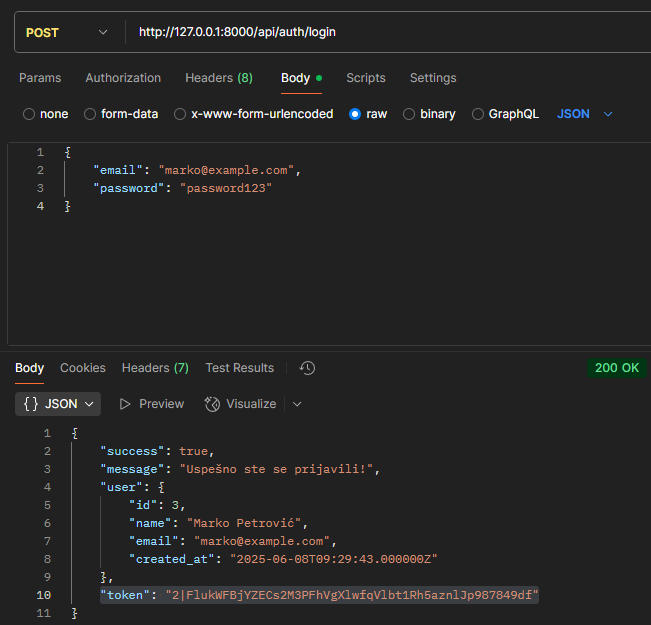 POST http://127.0.0.1:8000/api/auth/login
Params Authorization Headers (8) Body Scripts Settings
none form-data x-www-form-urlencoded raw binary GraphQL JSON
1 {
2 "email": "marko@example.com",
3 "password": "password123"
4 }
Body Cookies Headers (7) Test Results 200 OK
{} JSON Preview Visualize
1 {
2 "success": true,
3 "message": "Uspešno ste se prijavili!",
4 "user": {
5 "id": 3,
6 "name": "Marko Petrović",
7 "email": "marko@example.com",
8 "created_at": "2025-06-08T09:29:43.000000Z"
9 },
10 "token": "2|FlukWFBjYZECs2M3PFhVgXlwfqVlbt1Rh5aznlJp987849df"
11 }